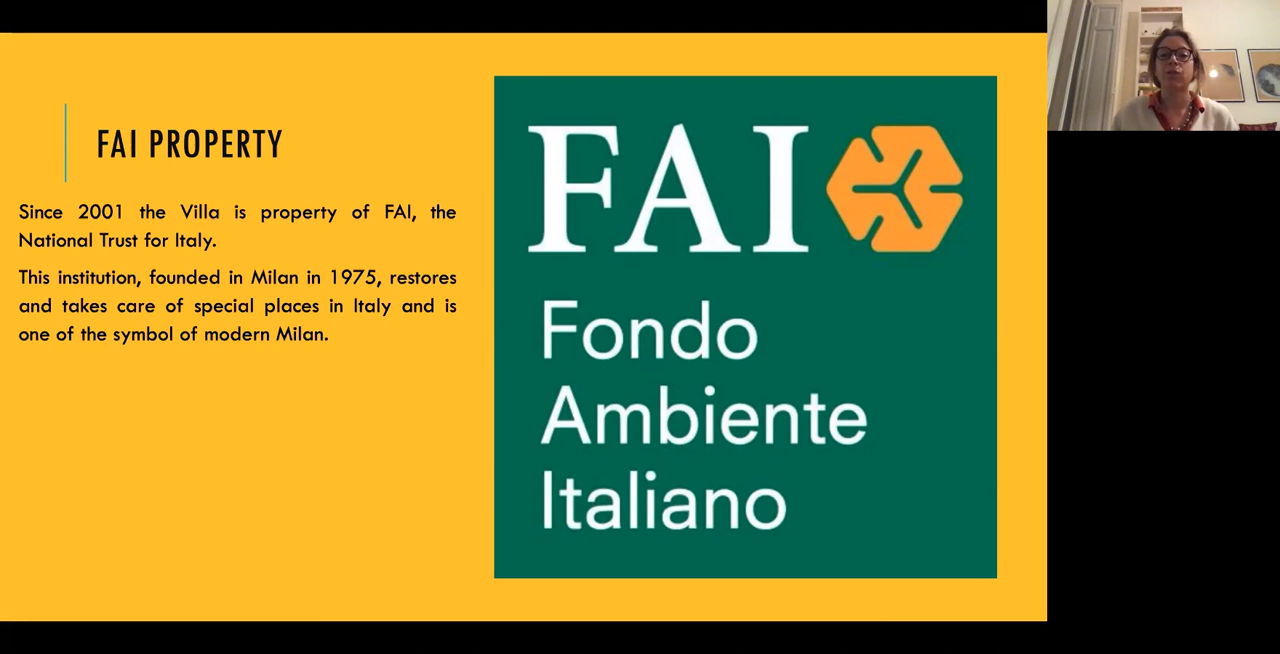 FAI PROPERTY
Since 2001 the Villa is property of FAI, the
National Trust for Italy.
This institution, founded in Milan in 1975, restores
and takes care of special places in Italy and is
one of the symbol of modern Milan.
FAI
Fondo
Ambiente
Italiano